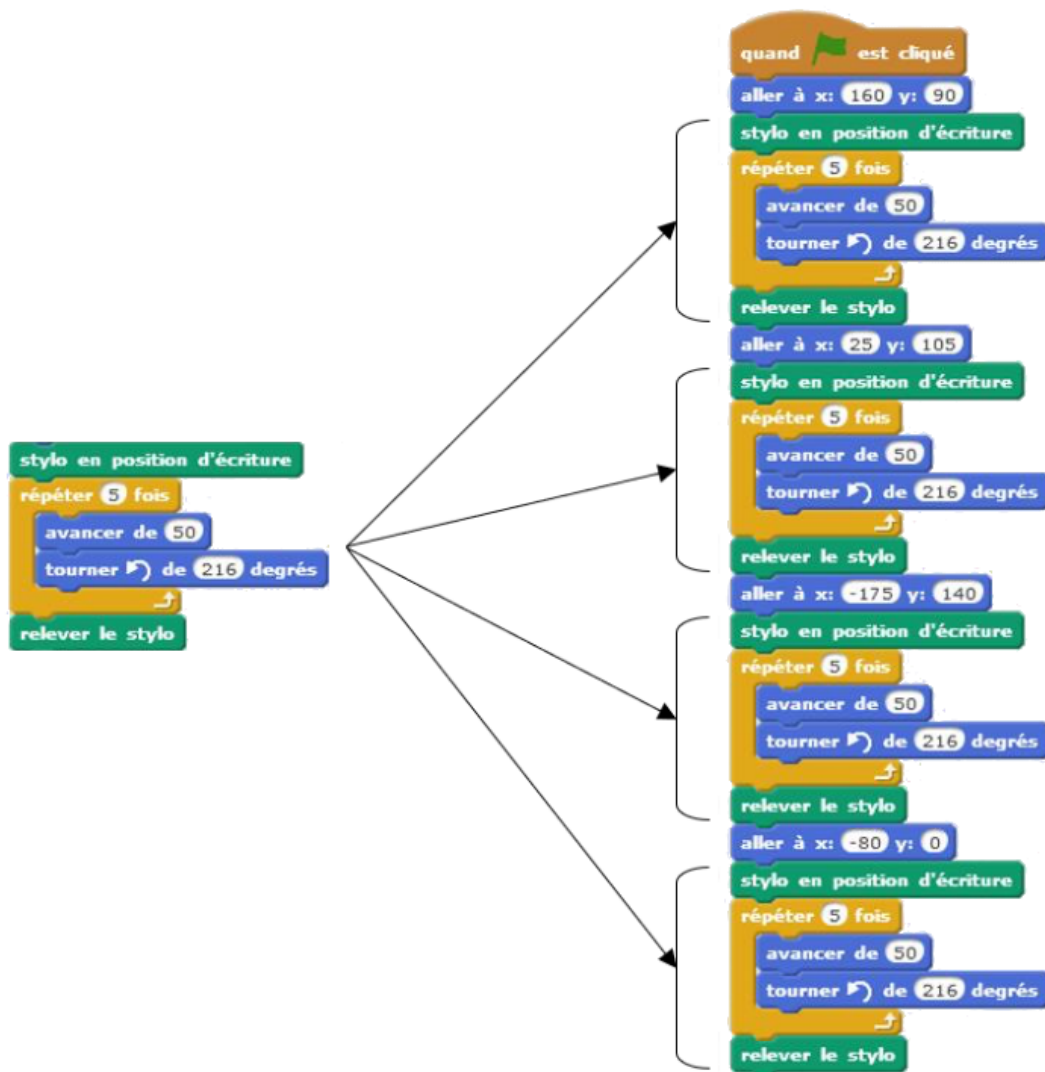 stylo en position d'écriture
répéter 5 fois
avancer de 50
tourner de 216 degrés
relever le stylo
quand est cliqué
aller à x: 160 y: 90
stylo en position d'écriture
répéter 5 fois
avancer de 50
tourner de 216 degrés
relever le stylo
aller à x: 25 y: 105
stylo en position d'écriture
répéter 5 fois
avancer de 50
tourner de 216 degrés
relever le stylo
aller à x: -175 y: 140
stylo en position d'écriture
répéter 5 fois
avancer de 50
tourner de 216 degrés
relever le stylo
aller à x: -80 y: 0
stylo en position d'écriture
répéter 5 fois
avancer de 50
tourner de 216 degrés
relever le stylo